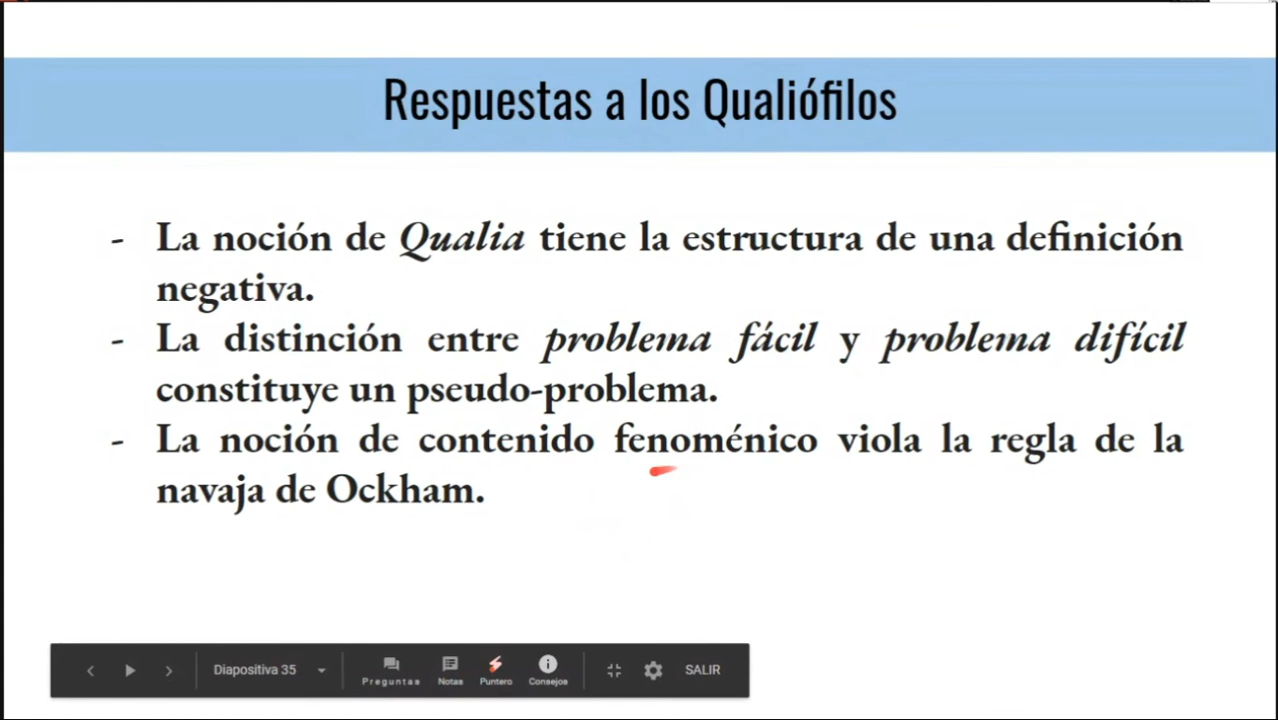 Respuestas a los Qualiófilos
- La noción de Qualia tiene la estructura de una definición
negativa.
- La distinción entre problema fácil y problema difícil
constituye un pseudo-problema.
- La noción de contenido fenoménico viola la regla de la
navaja de Ockham.
Diapositiva 35
Preguntas Notas Puntero Consejos
SALIR